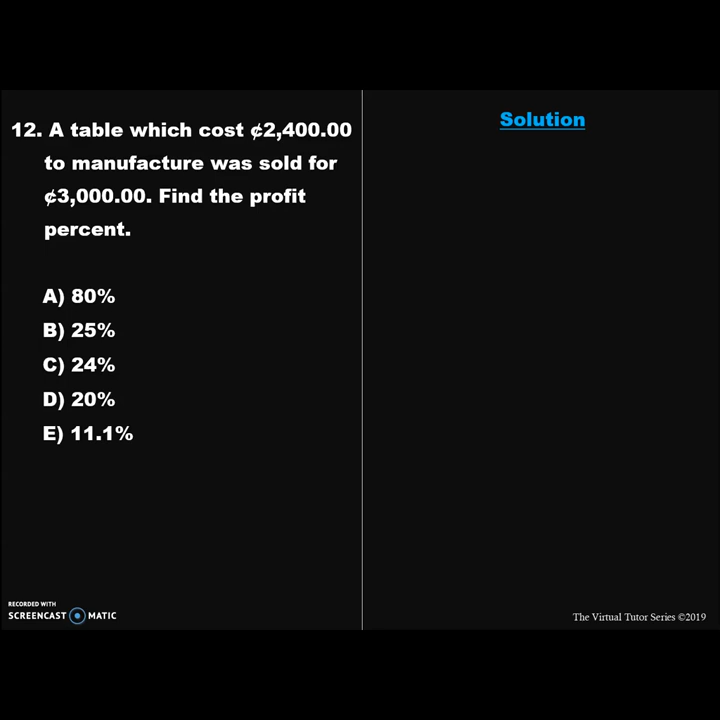 12. A table which cost ¢2,400.00
to manufacture was sold for
¢3,000.00. Find the profit
percent.
A) 80%
B) 25%
C) 24%
D) 20%
E) 11.1%
Solution
RECORDED WITH
SCREENCAST MATIC
The Virtual Tutor Series ©2019